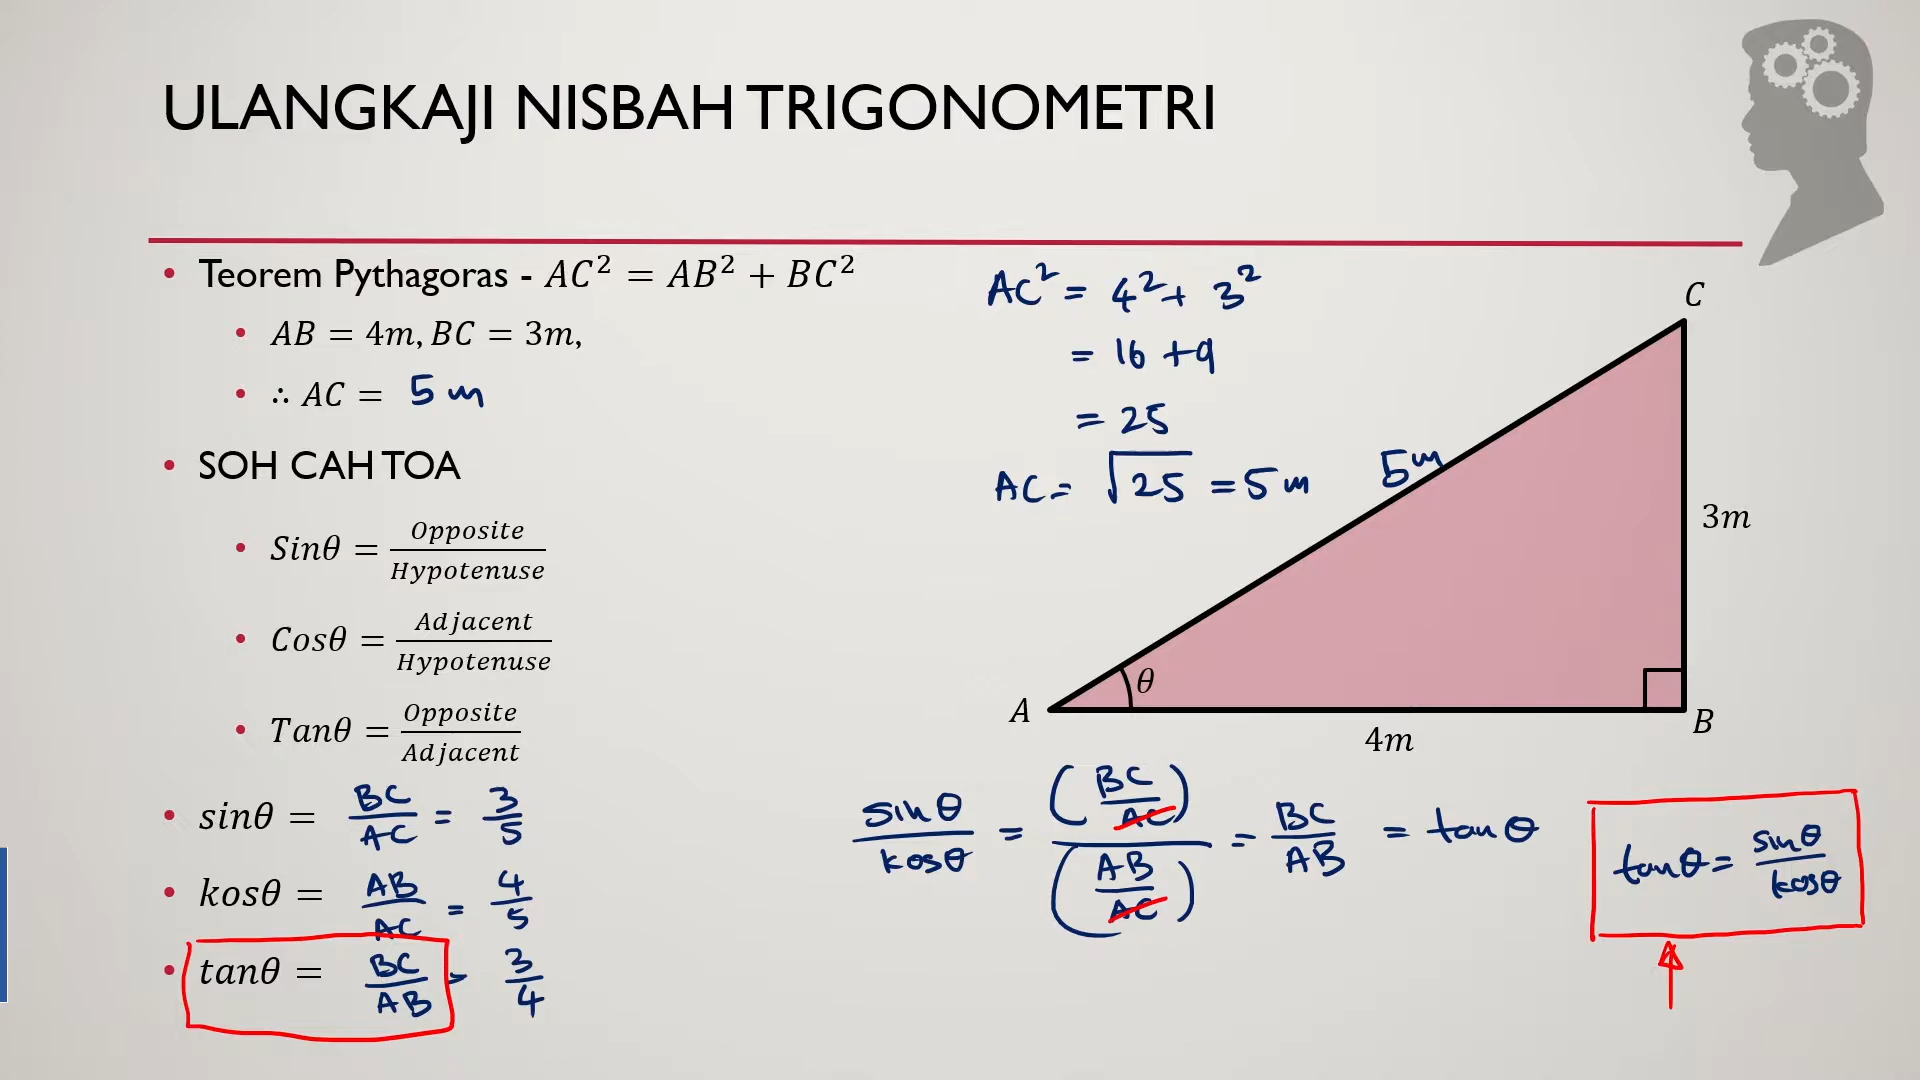 ULANGKAJI NISBAH TRIGONOMETRI
• Teorem Pythagoras - AC² = AB² + BC²
• AB = 4m, BC = 3m,
• ∴ AC = 5 m
• SOH CAH TOA
• Sinθ = Opposite/Hypotenuse
• Cosθ = Adjacent/Hypotenuse
• Tanθ = Opposite/Adjacent
• sinθ = BC/AC = 3/5
• kosθ = AB/AC = 4/5
• tanθ = BC/AB = 3/4
AC² = 4² + 3²
= 16 + 9
= 25
AC = √25 = 5 m
C
5m
3m
θ
A
B
4m
sinθ/kosθ = (BC/AC)/(AB/AC) = BC/AB = tanθ
tanθ = sinθ/kosθ